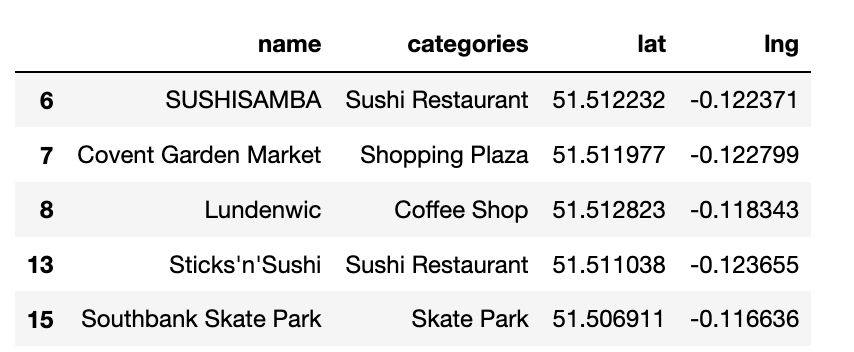 name categories lat lng
6 SUSHISAMBA Sushi Restaurant 51.512232 -0.122371
7 Covent Garden Market Shopping Plaza 51.511977 -0.122799
8 Lundenwic Coffee Shop 51.512823 -0.118343
13 Sticks'n'Sushi Sushi Restaurant 51.511038 -0.123655
15 Southbank Skate Park Skate Park 51.506911 -0.116636